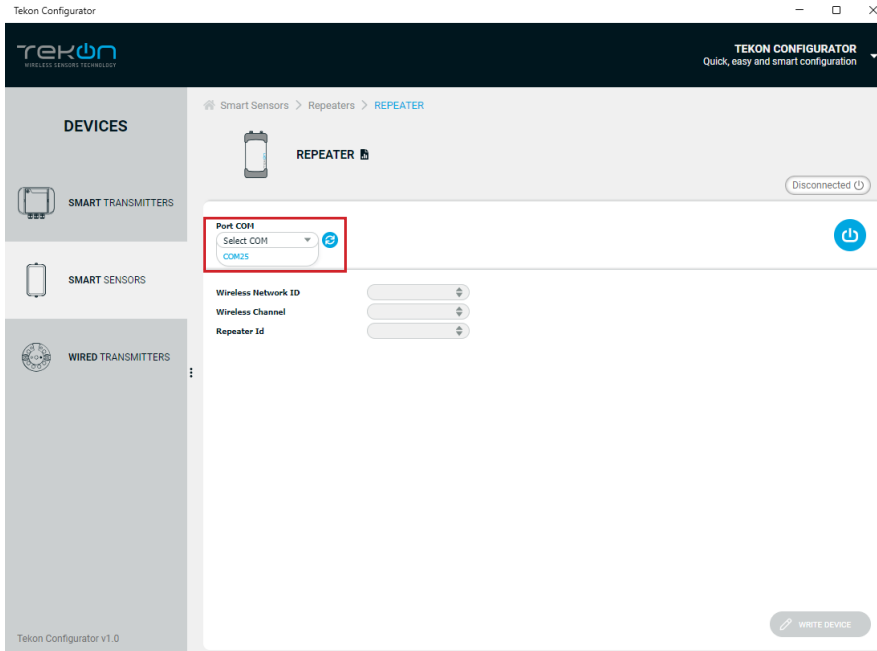 Tekon Configurator
TEKON
WIRELESS SENSORS TECHNOLOGY
TEKON CONFIGURATOR
Quick, easy and smart configuration
DEVICES
SMART TRANSMITTERS
SMART SENSORS
WIRED TRANSMITTERS
Tekon Configurator v1.0
Smart Sensors > Repeaters > REPEATER
REPEATER
Disconnected
Port COM
Select COM
COM25
Wireless Network ID
Wireless Channel
Repeater Id
WRITE DEVICE